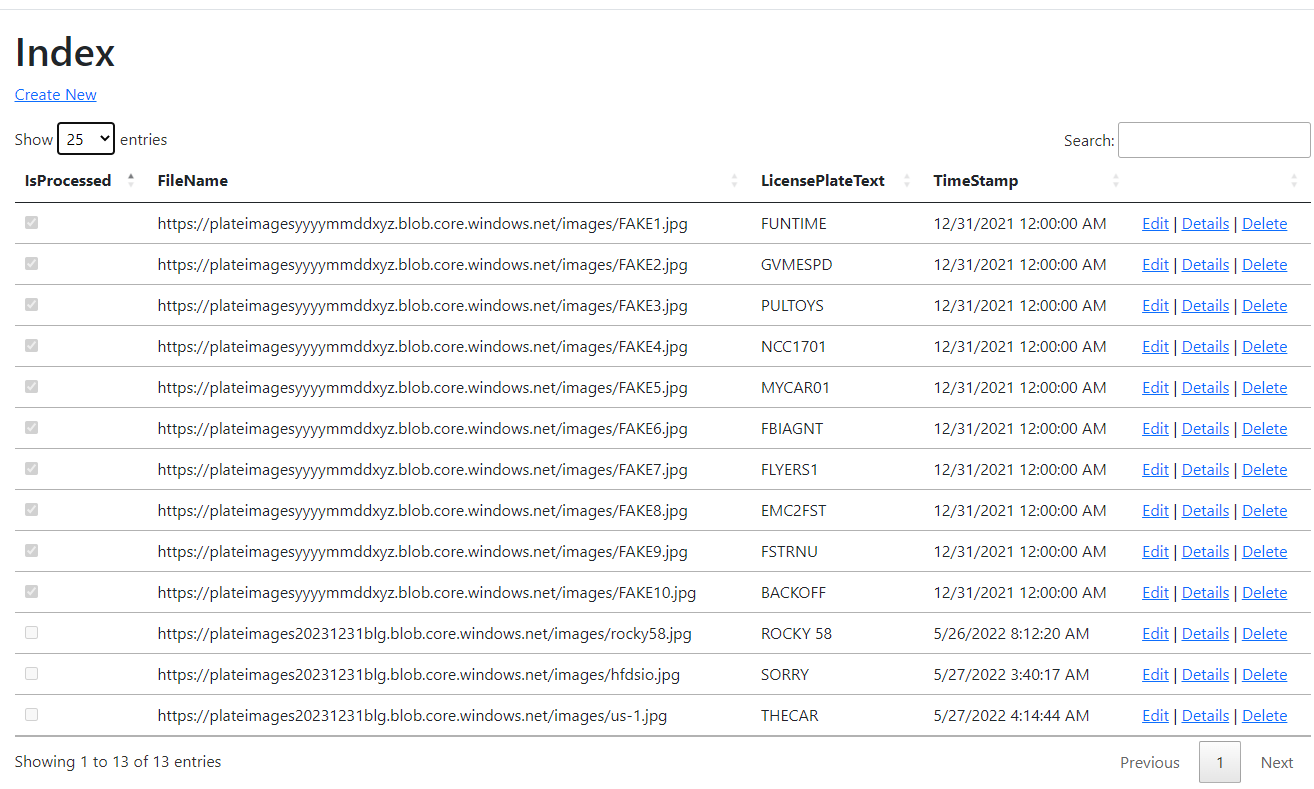 Index
Create New
Show 25 entries Search:
IsProcessed FileName LicensePlateText TimeStamp
https://plateimagesyyyymmddxyz.blob.core.windows.net/images/FAKE1.jpg FUNTIME 12/31/2021 12:00:00 AM Edit | Details | Delete
https://plateimagesyyyymmddxyz.blob.core.windows.net/images/FAKE2.jpg GVMESPD 12/31/2021 12:00:00 AM Edit | Details | Delete
https://plateimagesyyyymmddxyz.blob.core.windows.net/images/FAKE3.jpg PULTOYS 12/31/2021 12:00:00 AM Edit | Details | Delete
https://plateimagesyyyymmddxyz.blob.core.windows.net/images/FAKE4.jpg NCC1701 12/31/2021 12:00:00 AM Edit | Details | Delete
https://plateimagesyyyymmddxyz.blob.core.windows.net/images/FAKE5.jpg MYCAR01 12/31/2021 12:00:00 AM Edit | Details | Delete
https://plateimagesyyyymmddxyz.blob.core.windows.net/images/FAKE6.jpg FBIAGNT 12/31/2021 12:00:00 AM Edit | Details | Delete
https://plateimagesyyyymmddxyz.blob.core.windows.net/images/FAKE7.jpg FLYERS1 12/31/2021 12:00:00 AM Edit | Details | Delete
https://plateimagesyyyymmddxyz.blob.core.windows.net/images/FAKE8.jpg EMC2FST 12/31/2021 12:00:00 AM Edit | Details | Delete
https://plateimagesyyyymmddxyz.blob.core.windows.net/images/FAKE9.jpg FSTRNU 12/31/2021 12:00:00 AM Edit | Details | Delete
https://plateimagesyyyymmddxyz.blob.core.windows.net/images/FAKE10.jpg BACKOFF 12/31/2021 12:00:00 AM Edit | Details | Delete
https://plateimages20231231blg.blob.core.windows.net/images/rocky58.jpg ROCKY 58 5/26/2022 8:12:20 AM Edit | Details | Delete
https://plateimages20231231blg.blob.core.windows.net/images/hfdsio.jpg SORRY 5/27/2022 3:40:17 AM Edit | Details | Delete
https://plateimages20231231blg.blob.core.windows.net/images/us-1.jpg THECAR 5/27/2022 4:14:44 AM Edit | Details | Delete
Showing 1 to 13 of 13 entries Previous 1 Next